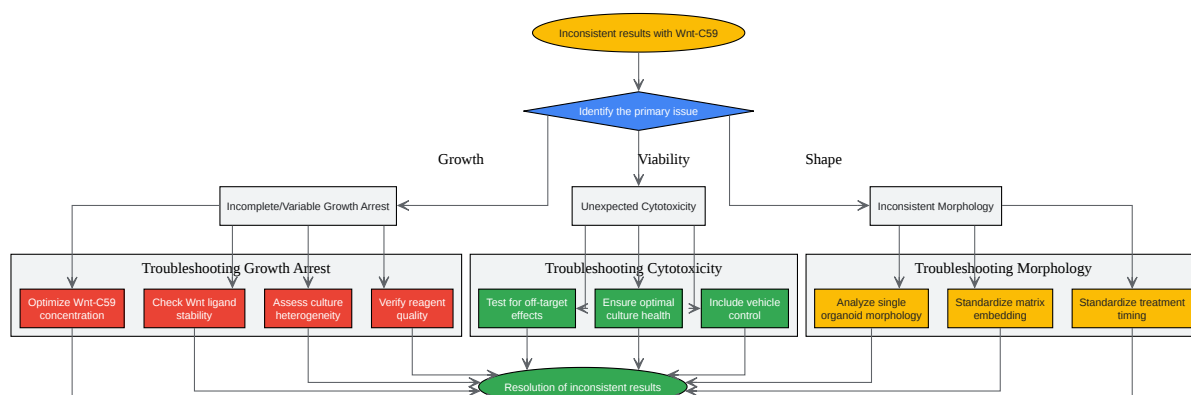 Inconsistent results with Wnt-C59
Identify the primary issue
Growth
Viability
Shape
Incomplete/Variable Growth Arrest
Unexpected Cytotoxicity
Inconsistent Morphology
Troubleshooting Growth Arrest
Troubleshooting Cytotoxicity
Troubleshooting Morphology
Optimize Wnt-C59
concentration
Check Wnt ligand
stability
Assess culture
heterogeneity
Verify reagent
quality
Test for off-target
effects
Ensure optimal
culture health
Include vehicle
control
Analyze single
organoid morphology
Standardize matrix
embedding
Standardize treatment
timing
Resolution of inconsistent results